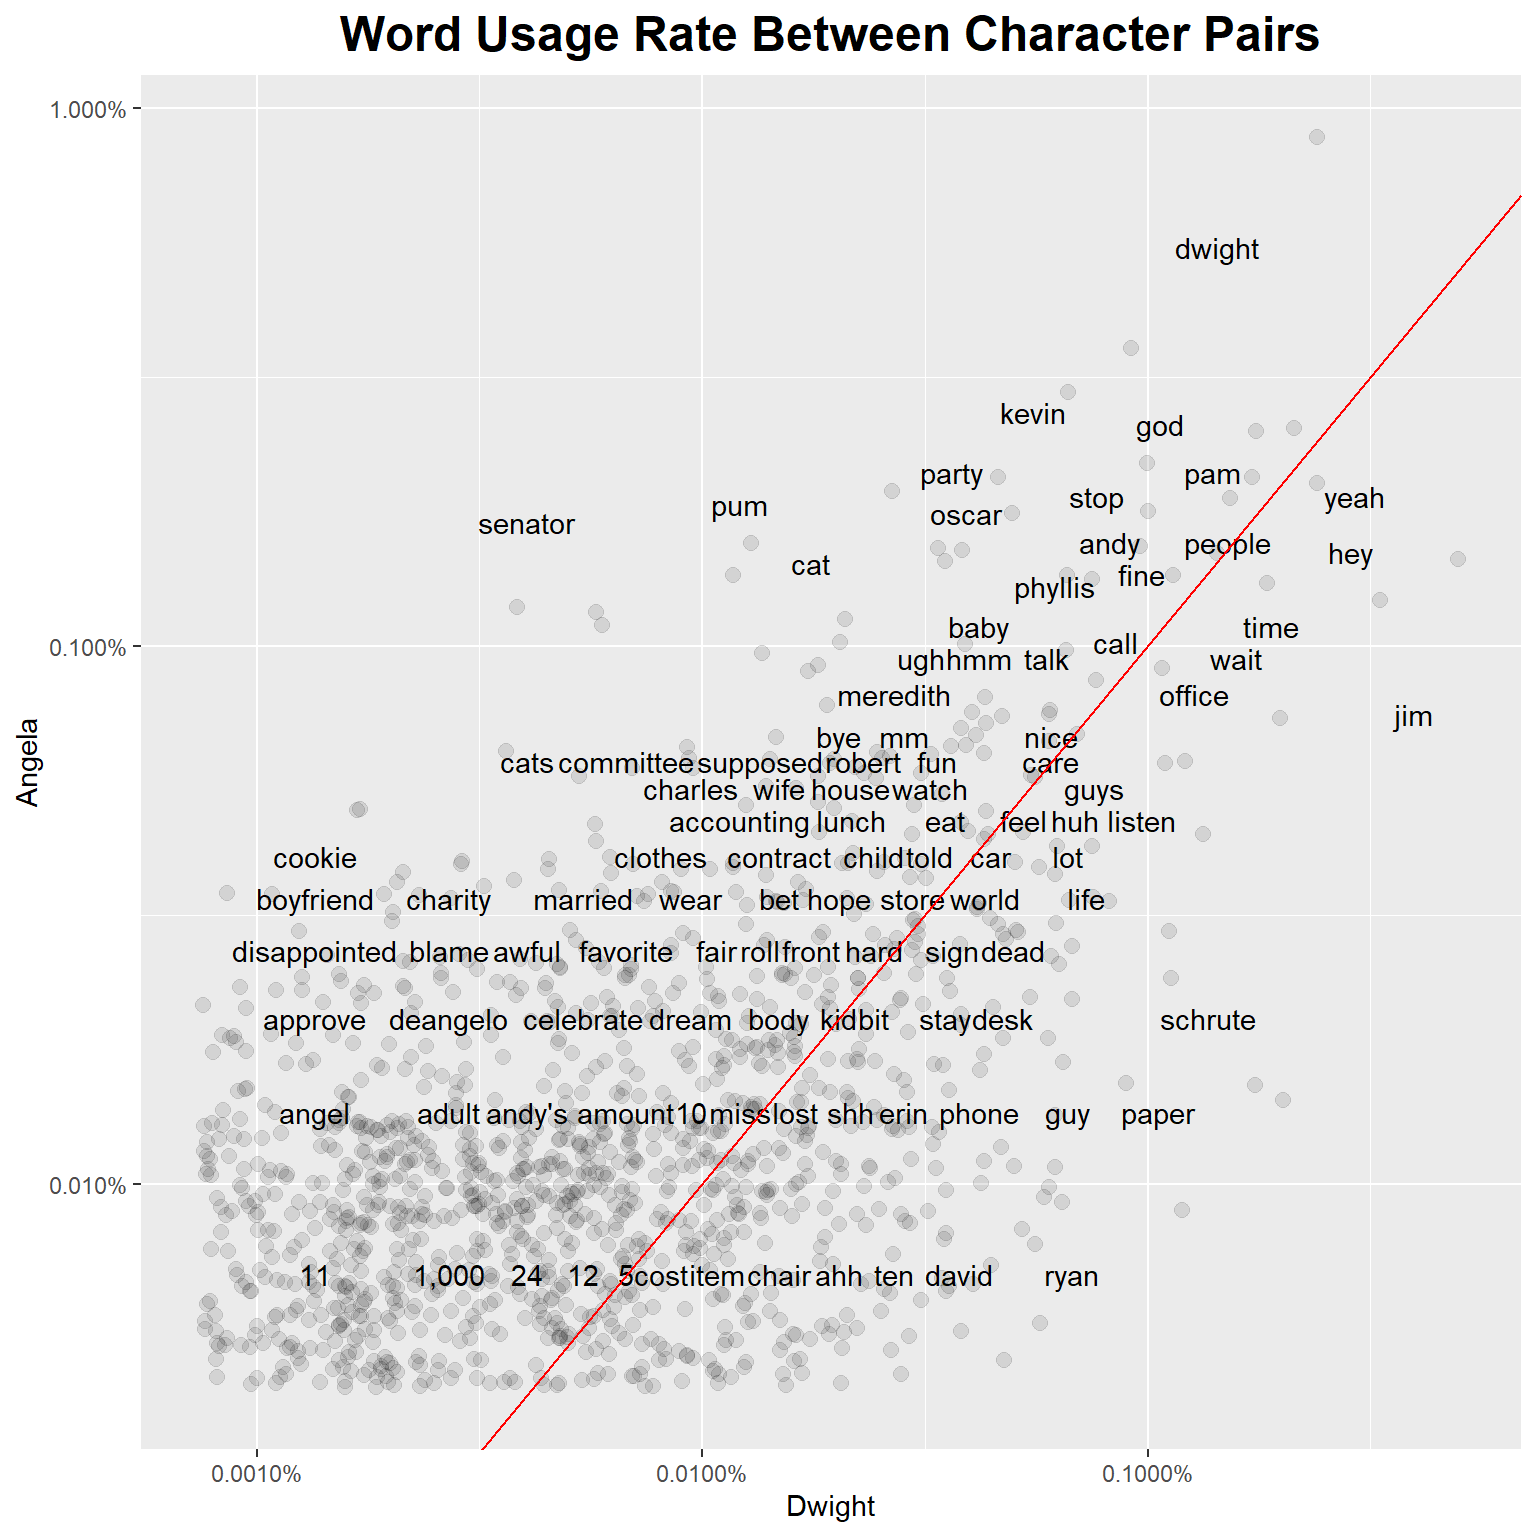 Word Usage Rate Between Character Pairs
1.000%
dwight
kevin
god
party pam
stop yeah
pum
oscar
senator
andy people
hey
cat
fine
phyllis
baby time
call
0.100%
ugh hmm talk wait
meredith office
jim
bye mm nice
cats committee supposed robert fun care
charles wife house watch guys
accounting lunch eat feel huh listen
cookie clothes contract child told car lot
boyfriend charity married wear bet hope store world life
disappointed blame awful favorite fair roll front hard sign dead
approve deangelo celebrate dream body kid bit stay desk schrute
angel adult andy's amount 10 miss lost shh erin phone guy paper
0.010%
11 1,000 24 12 5 cost item chair ahh ten david ryan
0.0010% 0.0100% 0.1000%
Dwight
Angela